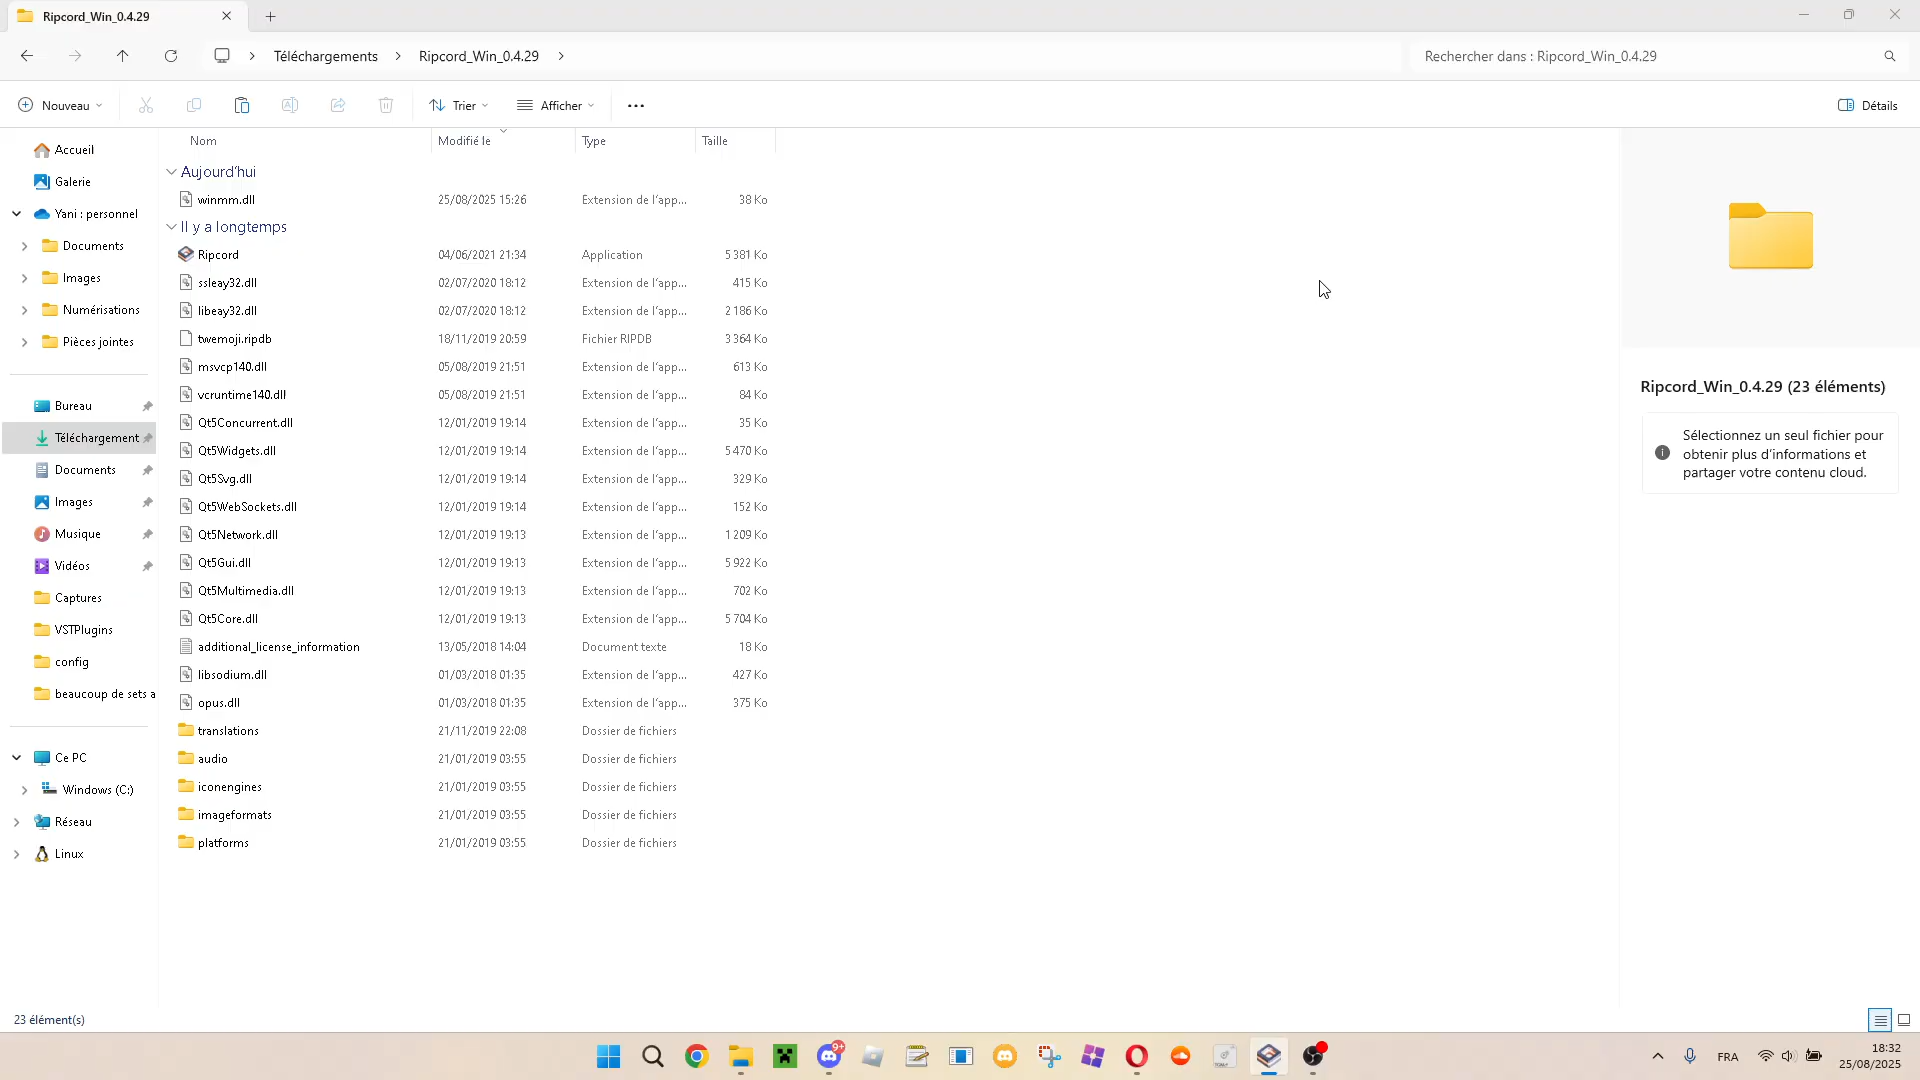 Ripcord_Win_0.4.29
Téléchargements
Ripcord_Win_0.4.29
Rechercher dans : Ripcord_Win_0.4.29
Nouveau
Trier
Afficher
Détails
Nom Modifié le Type Taille
Accueil
Galerie
Yani : personnel
Documents
Images
Numérisations
Pièces jointes
Bureau
Téléchargement
Documents
Images
Musique
Vidéos
Captures
VSTPlugins
config
beaucoup de sets a
Ce PC
Windows (C:)
Réseau
Linux
Aujourd'hui
winmm.dll 25/08/2025 15:26 Extension de l'app... 38 Ko
Il y a longtemps
Ripcord 04/06/2021 21:34 Application 5 381 Ko
ssleay32.dll 02/07/2020 18:12 Extension de l'app... 415 Ko
libeay32.dll 02/07/2020 18:12 Extension de l'app... 2 186 Ko
twemoji.ripdb 18/11/2019 20:59 Fichier RIPDB 3 364 Ko
msvcp140.dll 05/08/2019 21:51 Extension de l'app... 613 Ko
vcruntime140.dll 05/08/2019 21:51 Extension de l'app... 84 Ko
Qt5Concurrent.dll 12/01/2019 19:14 Extension de l'app... 35 Ko
Qt5Widgets.dll 12/01/2019 19:14 Extension de l'app... 5 470 Ko
Qt5Svg.dll 12/01/2019 19:14 Extension de l'app... 329 Ko
Qt5WebSockets.dll 12/01/2019 19:14 Extension de l'app... 152 Ko
Qt5Network.dll 12/01/2019 19:13 Extension de l'app... 1 209 Ko
Qt5Gui.dll 12/01/2019 19:13 Extension de l'app... 5 922 Ko
Qt5Multimedia.dll 12/01/2019 19:13 Extension de l'app... 702 Ko
Qt5Core.dll 12/01/2019 19:13 Extension de l'app... 5 704 Ko
additional_license_information 13/05/2018 14:04 Document texte 18 Ko
libsodium.dll 01/03/2018 01:35 Extension de l'app... 427 Ko
opus.dll 01/03/2018 01:35 Extension de l'app... 375 Ko
translations 21/11/2019 22:08 Dossier de fichiers
audio 21/01/2019 03:55 Dossier de fichiers
iconengines 21/01/2019 03:55 Dossier de fichiers
imageformats 21/01/2019 03:55 Dossier de fichiers
platforms 21/01/2019 03:55 Dossier de fichiers
Ripcord_Win_0.4.29 (23 éléments)
Sélectionnez un seul fichier pour
obtenir plus d'informations et
partager votre contenu cloud.
23 élément(s)
9+
FRA
18:32
25/08/2025